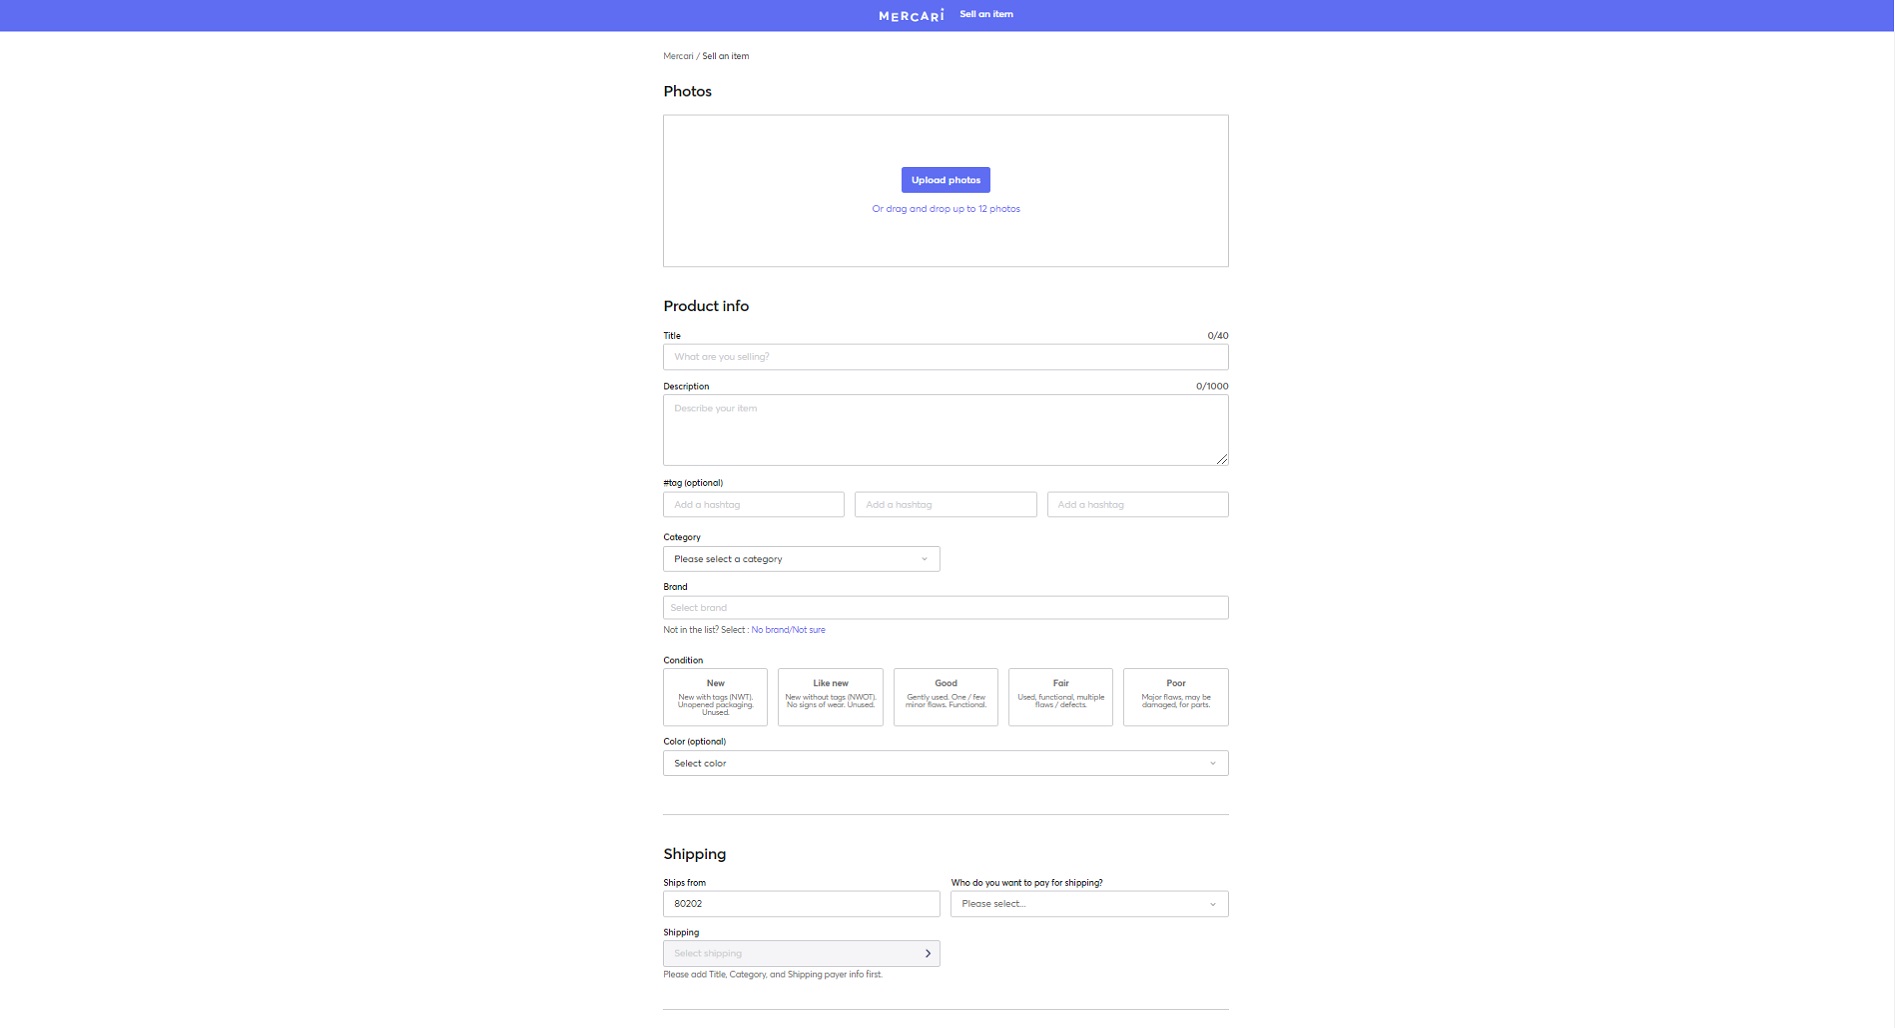 MERCARI Sell an item
Mercari / Sell an item
Photos
Upload photos
Or drag and drop up to 12 photos
Product info
Title 0/40
What are you selling?
Description 0/1000
Describe your item
#tag (optional)
Add a hashtag Add a hashtag Add a hashtag
Category
Please select a category
Brand
Select brand
Not in the list? Select : No brand/Not sure
Condition
New
New with tags (NWT).
Unopened packaging.
Unused.
Like new
New without tags (NWOT).
No signs of wear. Unused.
Good
Gently used. One / few
minor flaws. Functional.
Fair
Used, functional, multiple
flaws / defects.
Poor
Major flaws, may be
damaged, for parts.
Color (optional)
Select color
Shipping
Ships from
80202
Who do you want to pay for shipping?
Please select...
Shipping
Select shipping
Please add Title, Category, and Shipping payer info first.